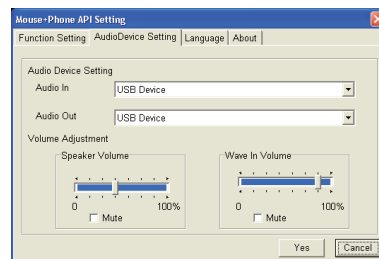 Mouse+Phone API Setting
Function Setting AudioDevice Setting Language About
Audio Device Setting
Audio In USB Device
Audio Out USB Device
Volume Adjustment
Speaker Volume Wave In Volume
0 100% 0 100%
Mute Mute
Yes Cancel